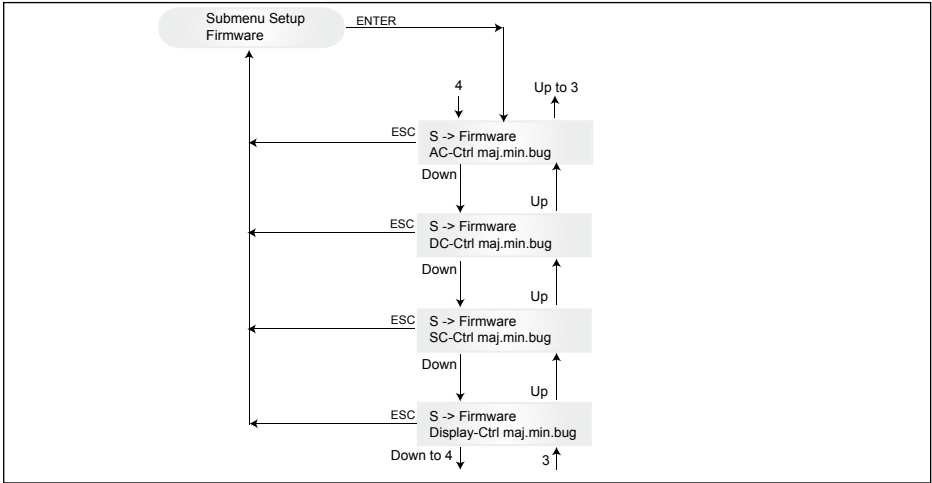 Submenu Setup
Firmware
ENTER
4
Up to 3
ESC
S -> Firmware
AC-Ctrl maj.min.bug
Down
Up
ESC
S -> Firmware
DC-Ctrl maj.min.bug
Down
Up
ESC
S -> Firmware
SC-Ctrl maj.min.bug
Down
Up
ESC
S -> Firmware
Display-Ctrl maj.min.bug
Down to 4
3